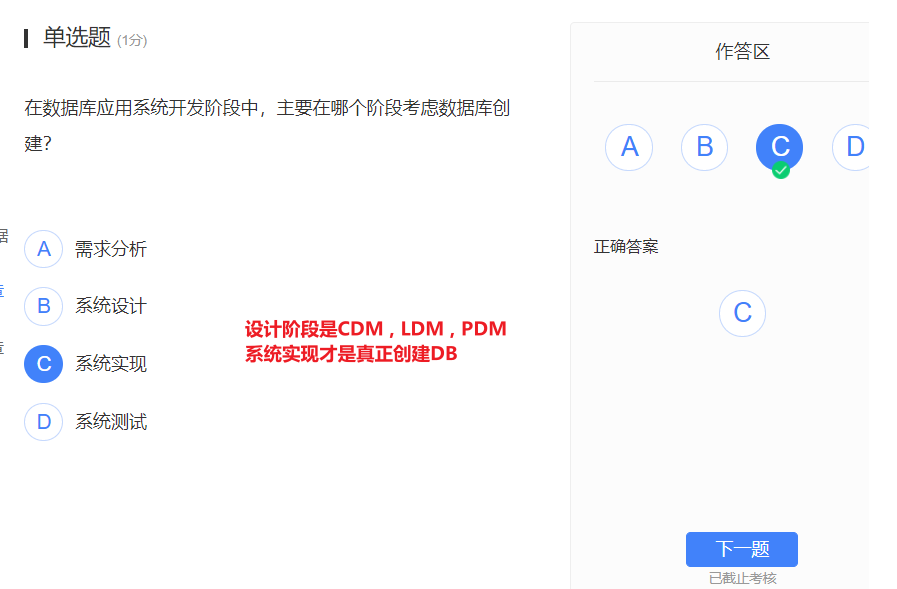 单选题 (1分)
在数据库应用系统开发阶段中，主要在哪个阶段考虑数据库创
建?
A 需求分析
B 系统设计
C 系统实现
D 系统测试
设计阶段是CDM，LDM，PDM
系统实现才是真正创建DB
作答区
A B C D
正确答案
C
下一题
已截止考核